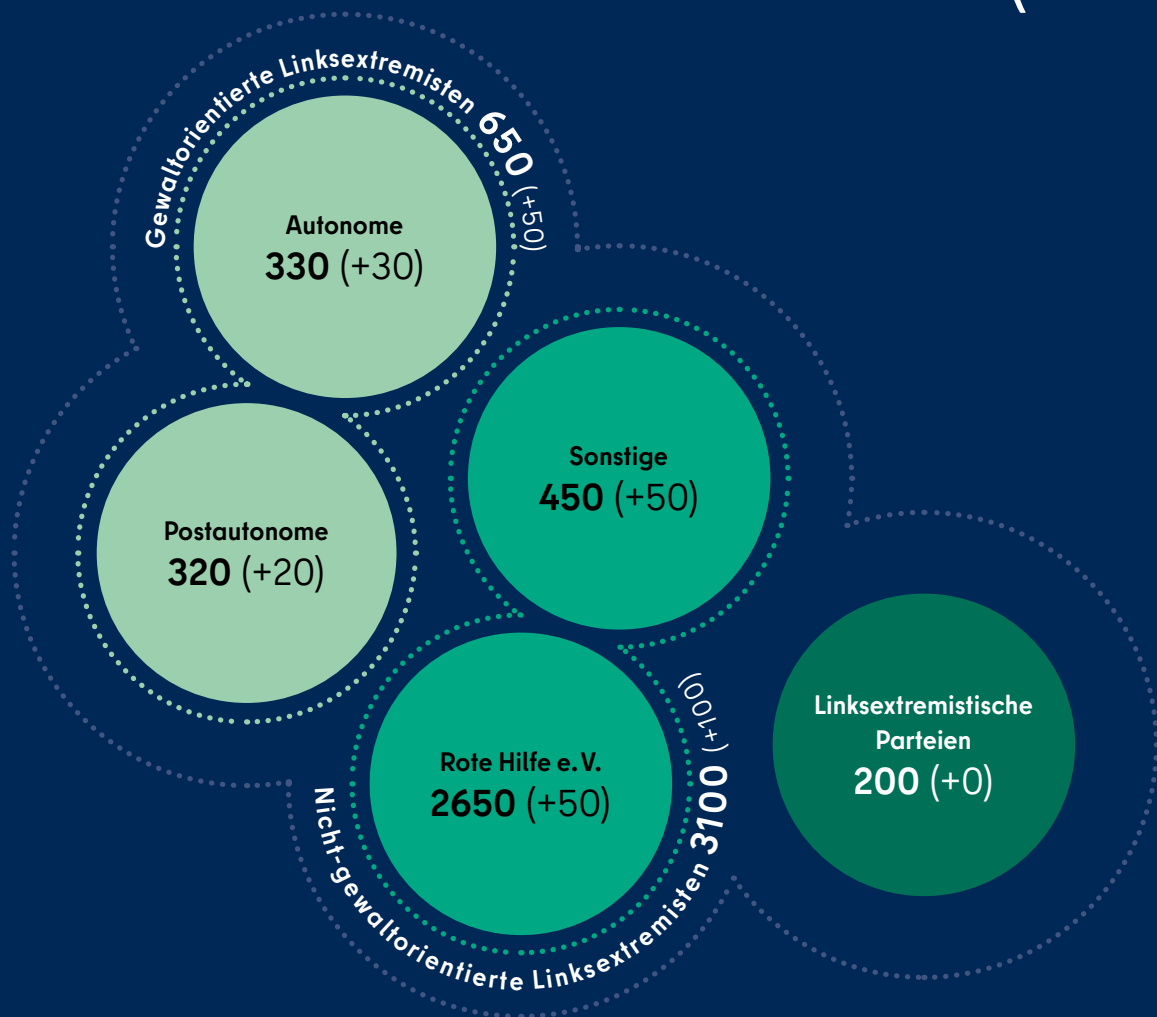 Gewaltorientierte Linksextremisten 650 (+50)
Autonome
330 (+30)
Sonstige
450 (+50)
Postautonome
320 (+20)
Linksextremistische
Parteien
200 (+0)
Rote Hilfe e. V.
2650 (+50)
Nicht-gewaltorientierte Linksextremisten 3100 (+100)